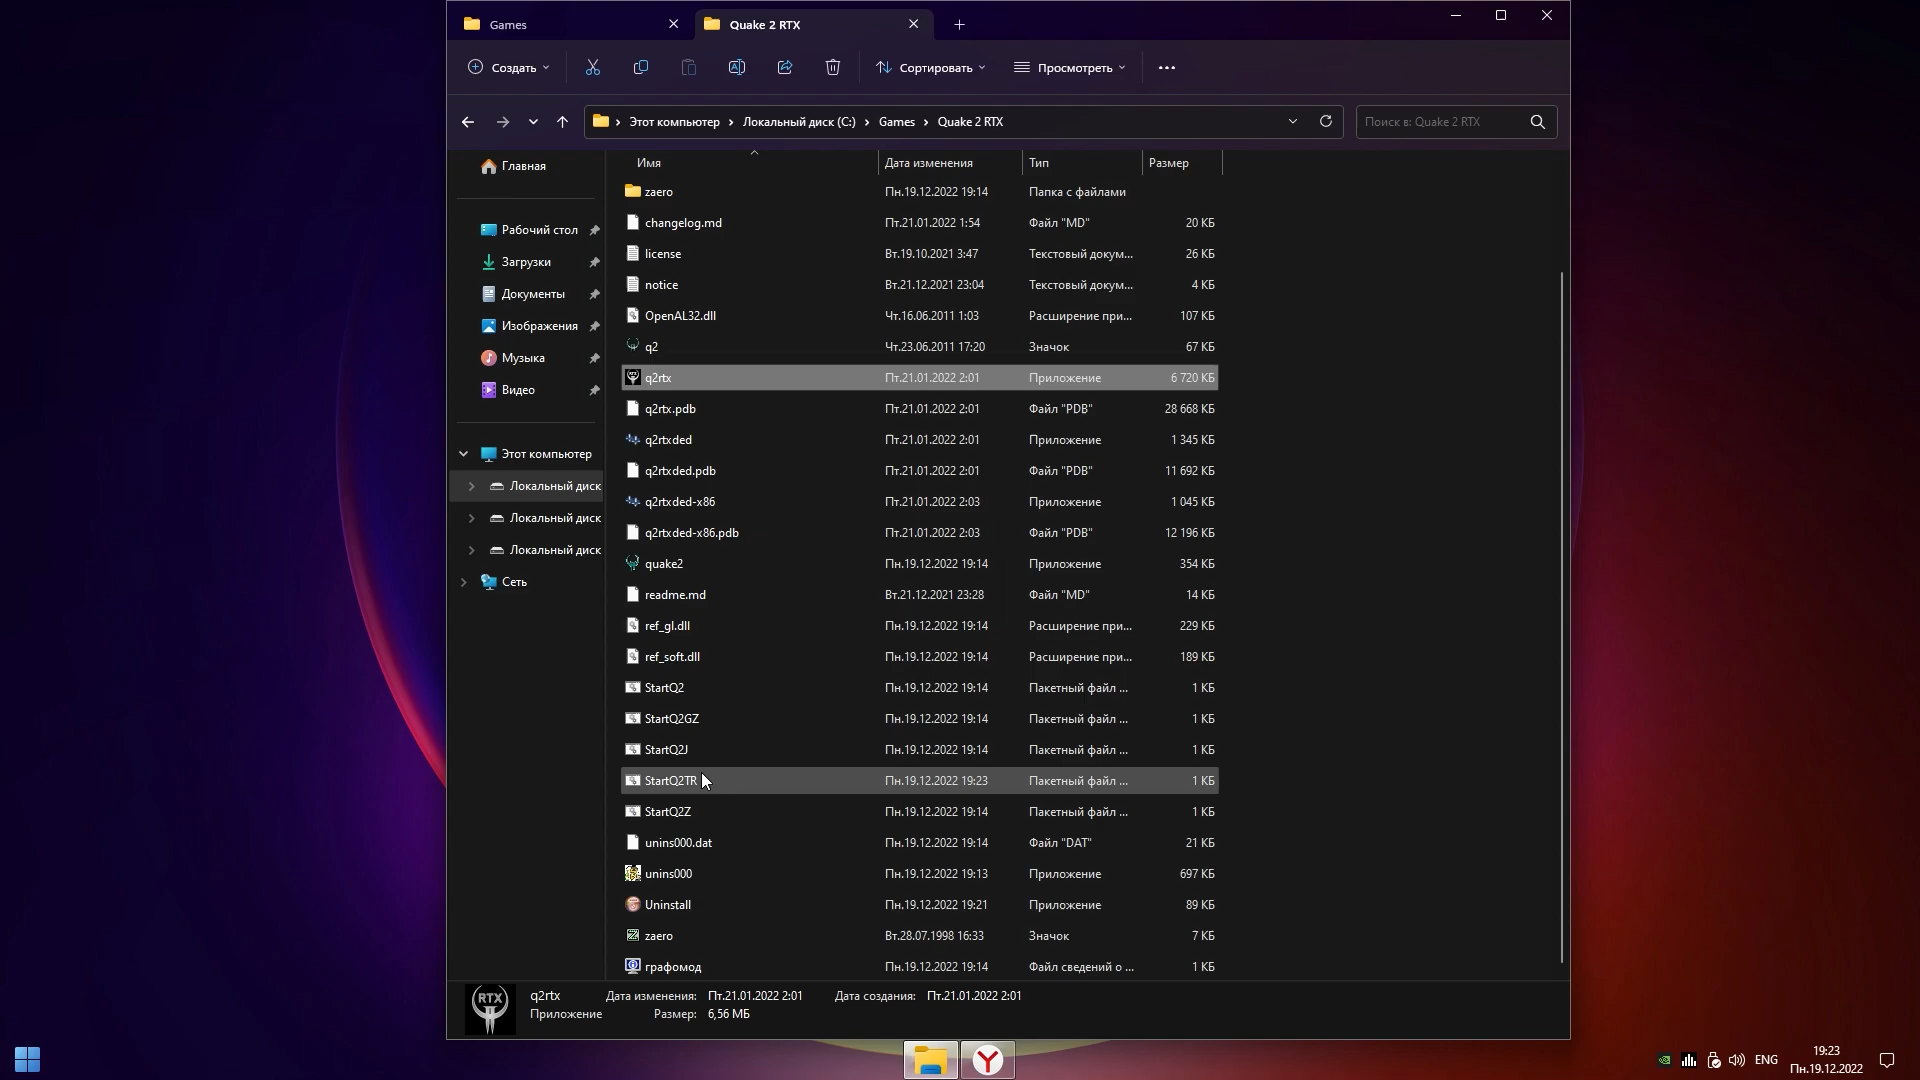 Games
Quake 2 RTX
Создать
Сортировать
Просмотреть
Этот компьютер
Локальный диск (C:)
Games
Quake 2 RTX
Поиск в: Quake 2 RTX
Имя
Дата изменения
Тип
Размер
Главная
Рабочий стол
Загрузки
Документы
Изображения
Музыка
Видео
Этот компьютер
Локальный диск
Локальный диск
Локальный диск
Сеть
zaero Пн.19.12.2022 19:14 Папка с файлами
changelog.md Пт.21.01.2022 1:54 Файл "MD" 20 КБ
license Вт.19.10.2021 3:47 Текстовый докум... 26 КБ
notice Вт.21.12.2021 23:04 Текстовый докум... 4 КБ
OpenAL32.dll Чт.16.06.2011 1:03 Расширение при... 107 КБ
q2 Чт.23.06.2011 17:20 Значок 67 КБ
q2rtx Пт.21.01.2022 2:01 Приложение 6 720 КБ
q2rtx.pdb Пт.21.01.2022 2:01 Файл "PDB" 28 668 КБ
q2rtxded Пт.21.01.2022 2:01 Приложение 1 345 КБ
q2rtxded.pdb Пт.21.01.2022 2:01 Файл "PDB" 11 692 КБ
q2rtxded-x86 Пт.21.01.2022 2:03 Приложение 1 045 КБ
q2rtxded-x86.pdb Пт.21.01.2022 2:03 Файл "PDB" 12 196 КБ
quake2 Пн.19.12.2022 19:14 Приложение 354 КБ
readme.md Вт.21.12.2021 23:28 Файл "MD" 14 КБ
ref_gl.dll Пн.19.12.2022 19:14 Расширение при... 229 КБ
ref_soft.dll Пн.19.12.2022 19:14 Расширение при... 189 КБ
StartQ2 Пн.19.12.2022 19:14 Пакетный файл ... 1 КБ
StartQ2GZ Пн.19.12.2022 19:14 Пакетный файл ... 1 КБ
StartQ2J Пн.19.12.2022 19:14 Пакетный файл ... 1 КБ
StartQ2TR Пн.19.12.2022 19:23 Пакетный файл ... 1 КБ
StartQ2Z Пн.19.12.2022 19:14 Пакетный файл ... 1 КБ
unins000.dat Пн.19.12.2022 19:14 Файл "DAT" 21 КБ
unins000 Пн.19.12.2022 19:13 Приложение 697 КБ
Uninstall Пн.19.12.2022 19:21 Приложение 89 КБ
zaero Вт.28.07.1998 16:33 Значок 7 КБ
графомод Пн.19.12.2022 19:14 Файл сведений о ... 1 КБ
RTX
q2rtx Дата изменения: Пт.21.01.2022 2:01 Дата создания: Пт.21.01.2022 2:01
Приложение Размер: 6,56 МБ
ENG
19:23
Пн.19.12.2022